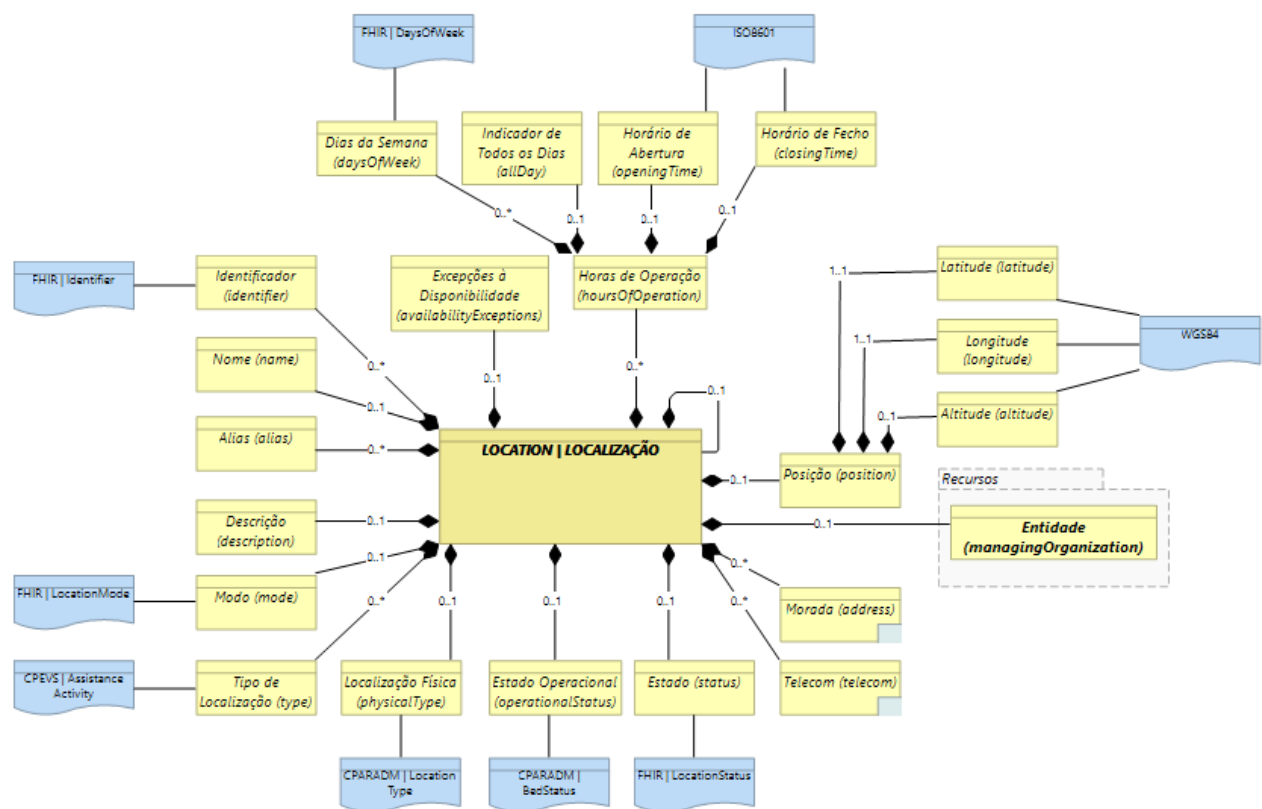 FHIR | DaysOfWeek
ISO8601
Dias da Semana
(daysOfWeek)
Indicador de
Todos os Dias
(allDay)
Horário de
Abertura
(openingTime)
Horário de Fecho
(closingTime)
0..*
0..1
0..1
0..1
FHIR | Identifier
Identificador
(identifier)
Excepções à
Disponibilidade
(availabilityExceptions)
Horas de Operação
(hoursOfOperation)
1..1
Latitude (latitude)
Nome (name)
1..1
Longitude
(longitude)
WGS84
0..*
0..1
0..*
0..1
0..1
Alias (alias)
0..*
0..1
Altitude (altitude)
LOCATION | LOCALIZAÇÃO
0..1
Posição (position)
Recursos
Descrição
(description)
0..1
0..1
Entidade
(managingOrganization)
FHIR | LocationMode
Modo (mode)
0..1
0..*
0..1
0..1
0..1
0..*
0..*
Morada (address)
CPEVS | Assistance
Activity
Tipo de
Localização (type)
Localização Física
(physicalType)
Estado Operacional
(operationalStatus)
Estado (status)
Telecom (telecom)
CPARADM | Location
Type
CPARADM |
BedStatus
FHIR | LocationStatus